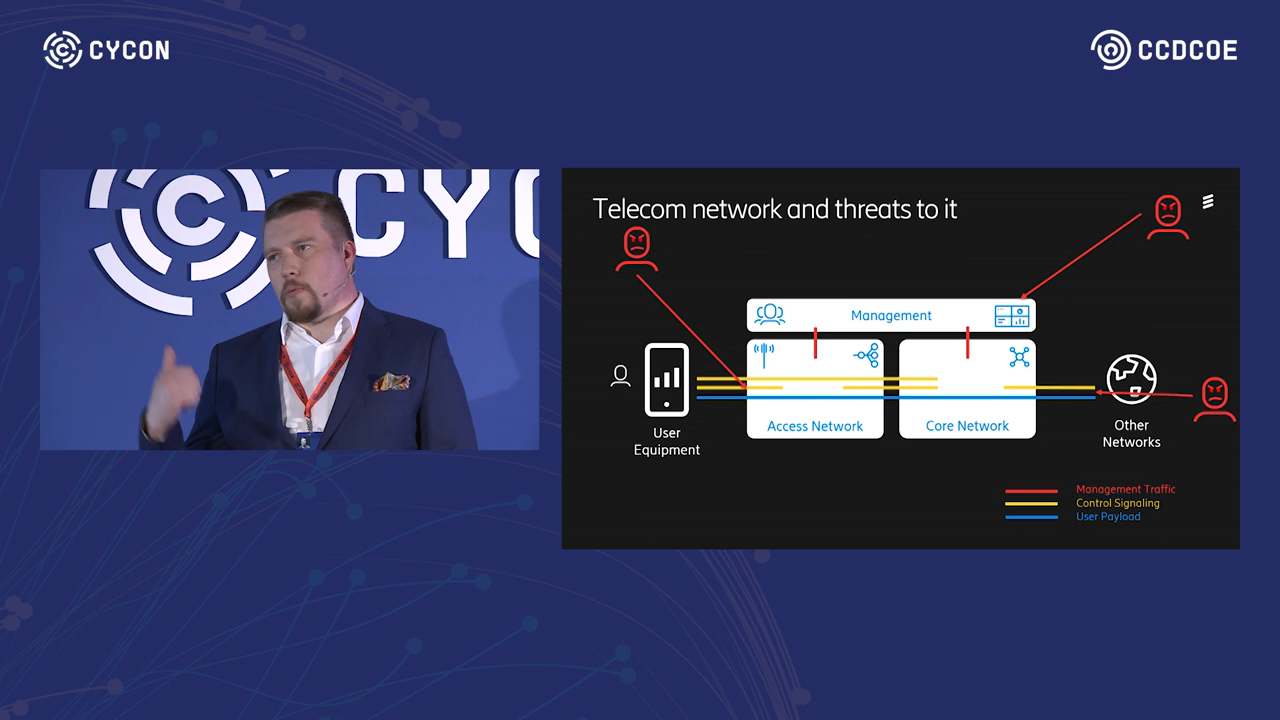 CYCON
CCDCOE
CYC
Telecom network and threats to it
Management
Access Network
Core Network
User
Equipment
Other
Networks
Management Traffic
Control Signaling
User Payload